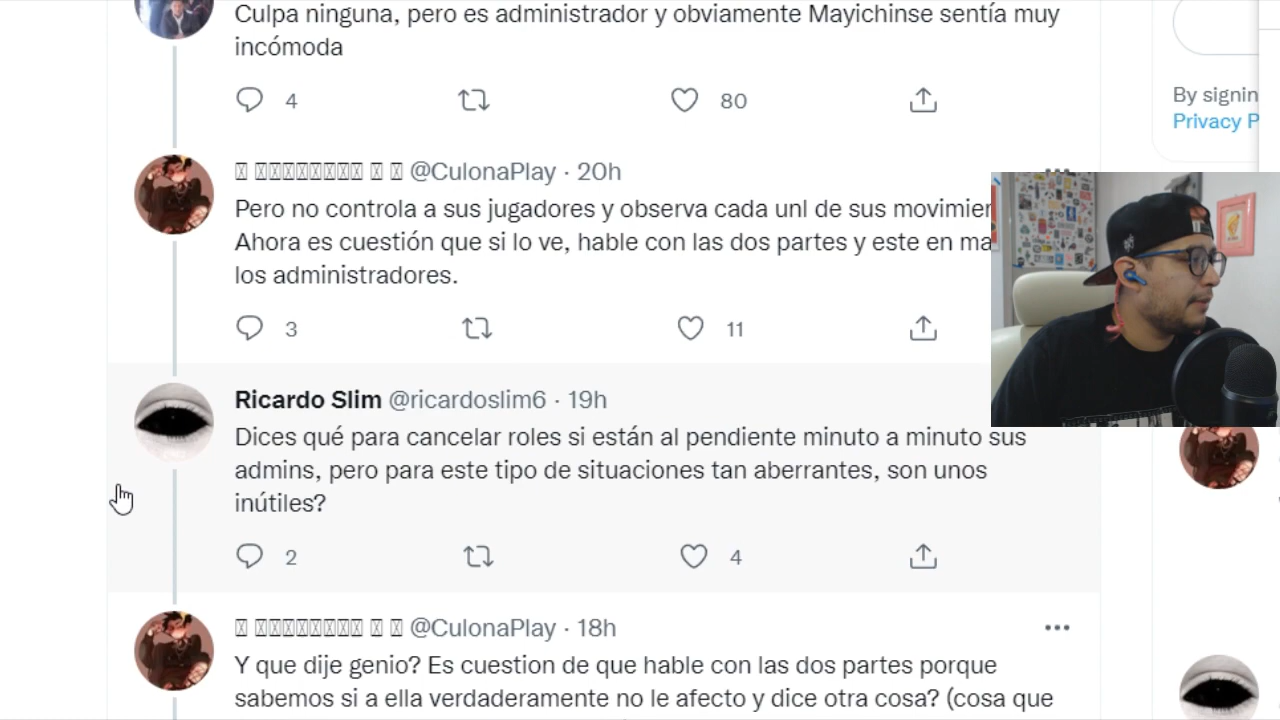 Culpa ninguna, pero es administrador y obviamente Mayichinse sentía muy
incómoda
4
80
By signin
Privacy P
@CulonaPlay · 20h
Pero no controla a sus jugadores y observa cada unl de sus movimien
Ahora es cuestión que si lo ve, hable con las dos partes y este en ma
los administradores.
3
11
Ricardo Slim @ricardoslim6 · 19h
Dices qué para cancelar roles si están al pendiente minuto a minuto sus
admins, pero para este tipo de situaciones tan aberrantes, son unos
inútiles?
2
4
@CulonaPlay · 18h
Y que dije genio? Es cuestion de que hable con las dos partes porque
sabemos si a ella verdaderamente no le afecto y dice otra cosa? (cosa que